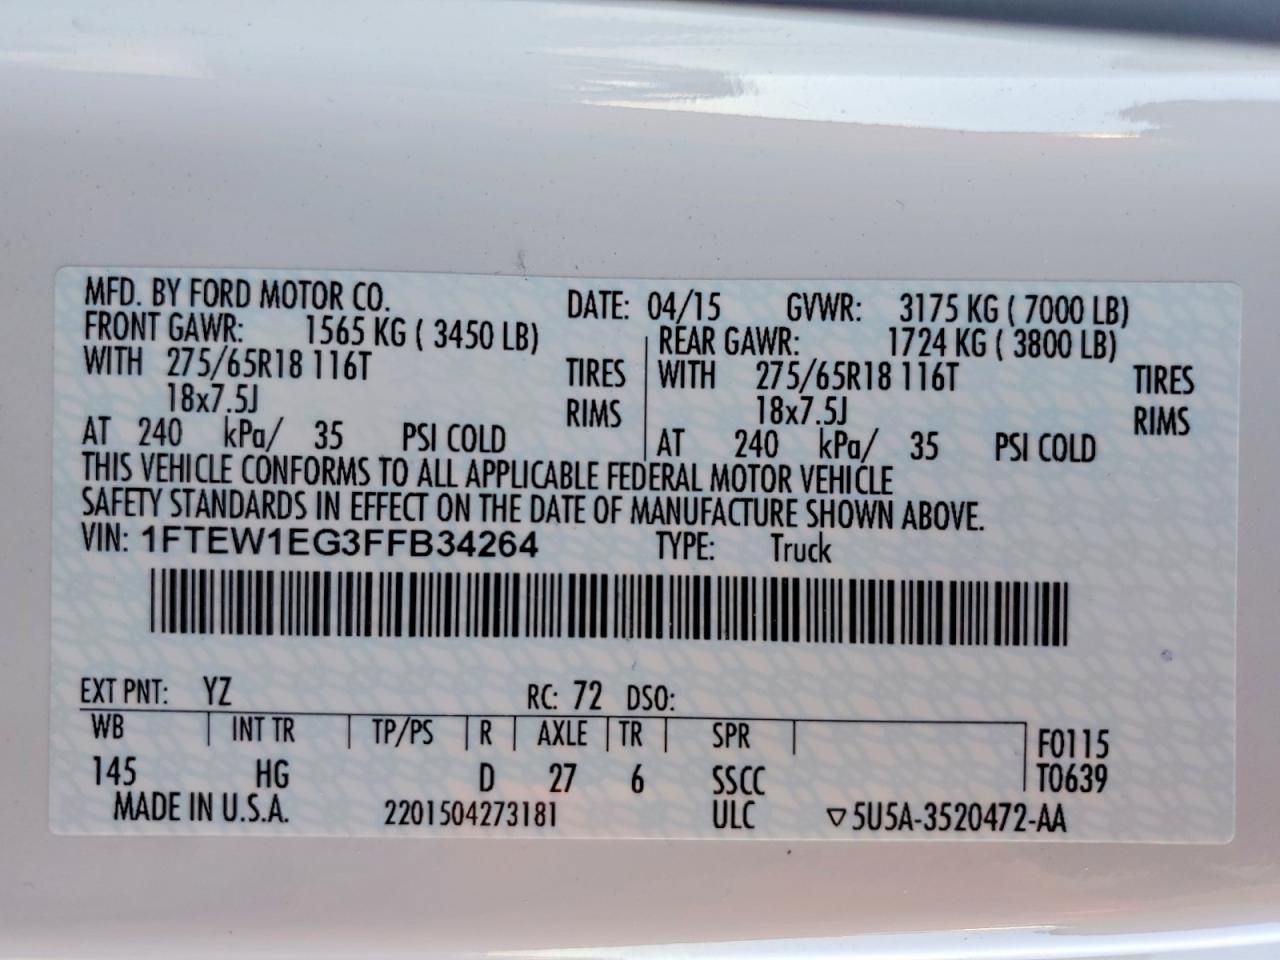 MFD. BY FORD MOTOR CO. DATE: 04/15 GVWR: 3175 KG ( 7000 LB)
FRONT GAWR: 1565 KG ( 3450 LB) REAR GAWR: 1724 KG ( 3800 LB)
WITH 275/65R18 116T TIRES WITH 275/65R18 116T TIRES
18x7.5J RIMS 18x7.5J RIMS
AT 240 kPa/ 35 PSI COLD AT 240 kPa/ 35 PSI COLD
THIS VEHICLE CONFORMS TO ALL APPLICABLE FEDERAL MOTOR VEHICLE
SAFETY STANDARDS IN EFFECT ON THE DATE OF MANUFACTURE SHOWN ABOVE.
VIN: 1FTEW1EG3FFB34264 TYPE: Truck
EXT PNT: YZ RC: 72 DSO:
WB INT TR TP/PS R AXLE TR SPR F0115
145 HG D 27 6 SSCC T0639
MADE IN U.S.A. 2201504273181 ULC ▽5U5A-3520472-AA